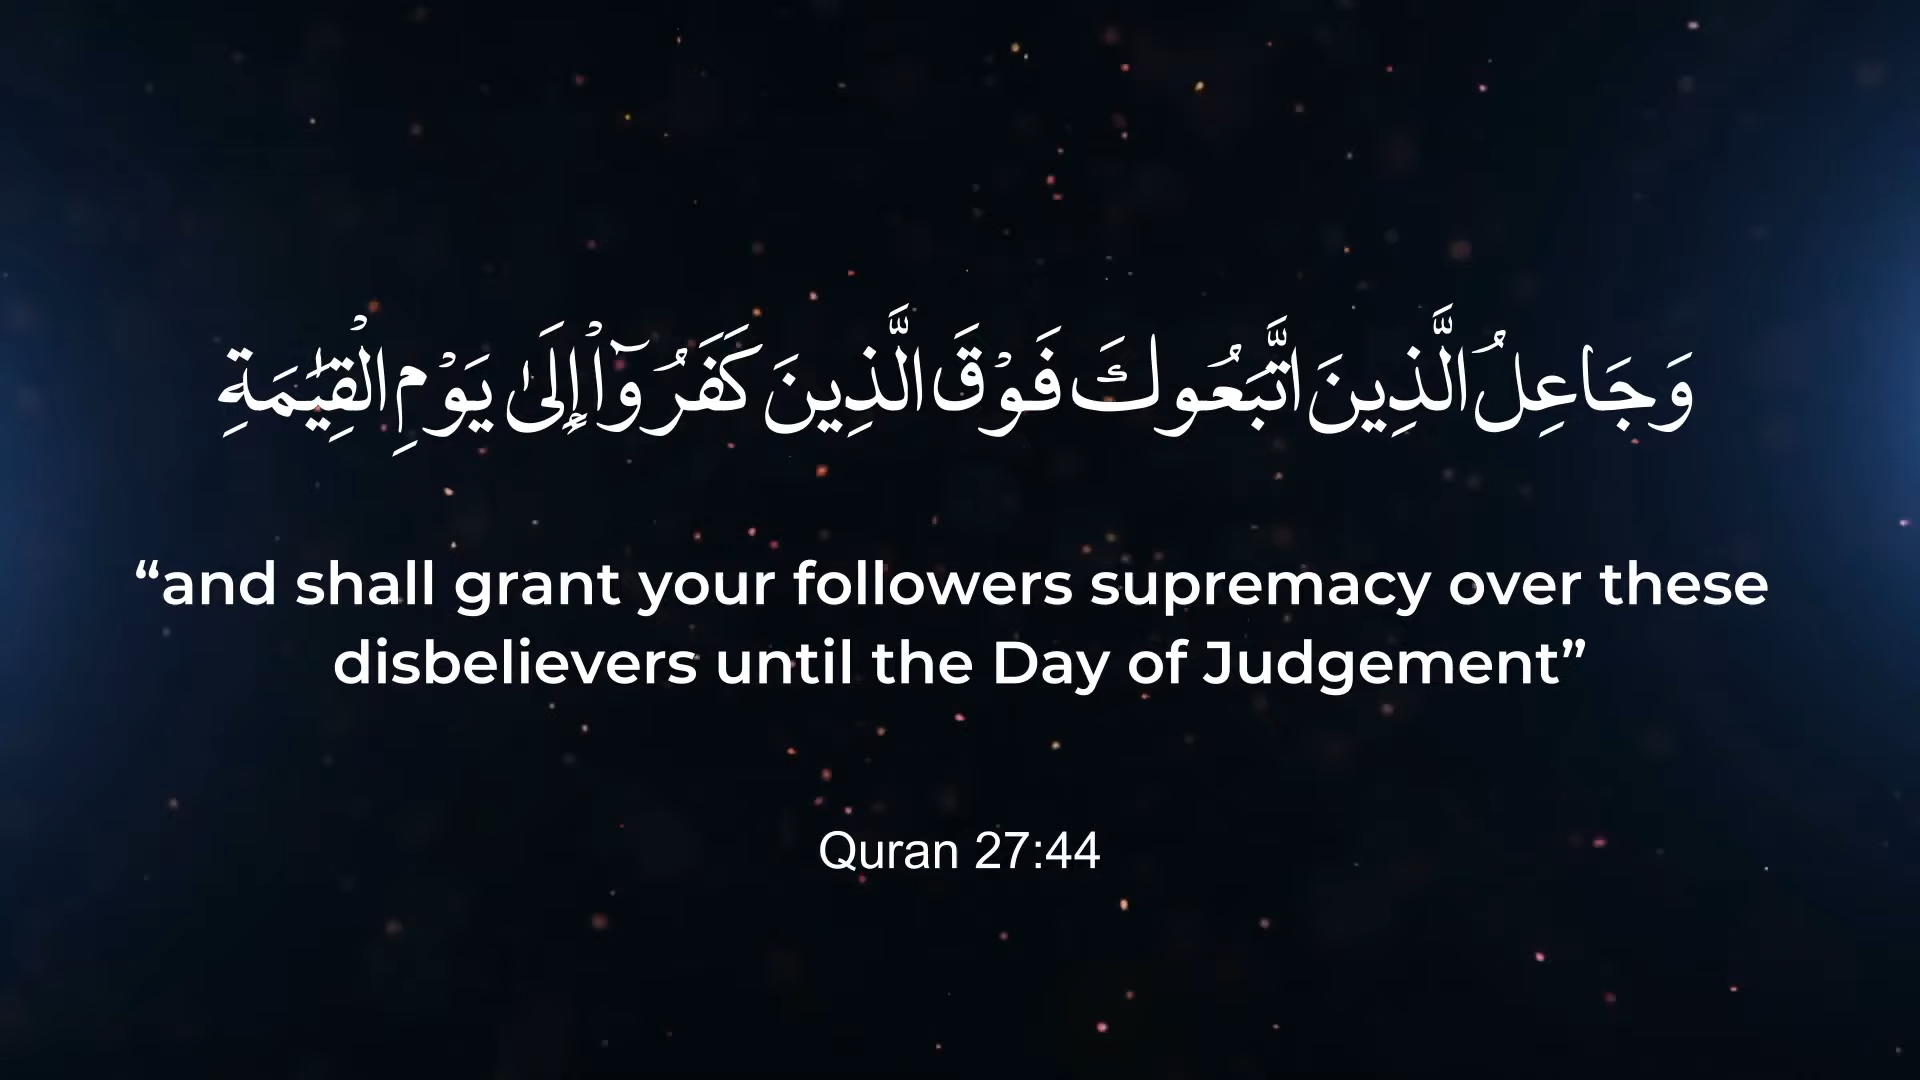 وَجَاعِلُ الَّذِينَ اتَّبَعُوكَ فَوْقَ الَّذِينَ كَفَرُوٓا۟ إِلَىٰ يَوْمِ الْقِيَٰمَةِ
“and shall grant your followers supremacy over these
disbelievers until the Day of Judgement”
Quran 27:44